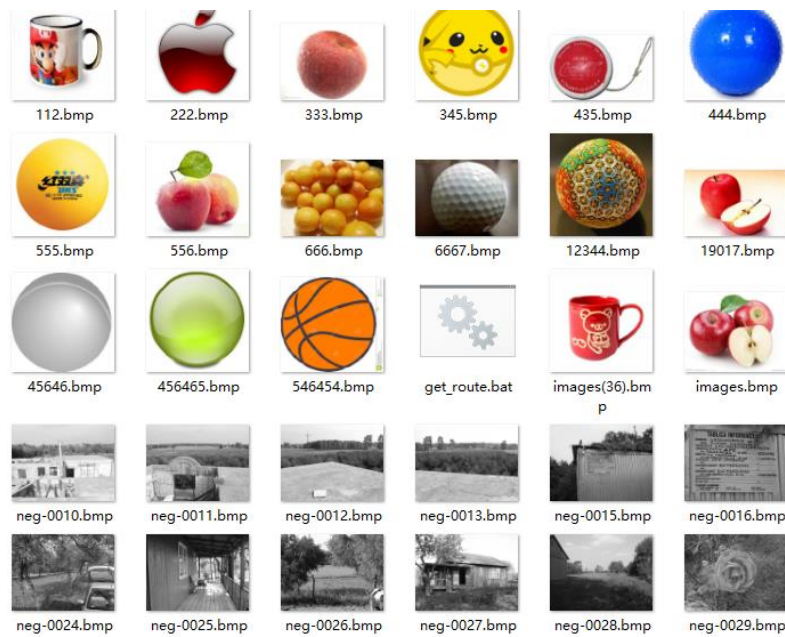 112.bmp
222.bmp
333.bmp
345.bmp
435.bmp
444.bmp
555.bmp
556.bmp
666.bmp
6667.bmp
12344.bmp
19017.bmp
45646.bmp
456465.bmp
546454.bmp
get_route.bat
images(36).bm
p
images.bmp
neg-0010.bmp
neg-0011.bmp
neg-0012.bmp
neg-0013.bmp
neg-0015.bmp
neg-0016.bmp
neg-0024.bmp
neg-0025.bmp
neg-0026.bmp
neg-0027.bmp
neg-0028.bmp
neg-0029.bmp